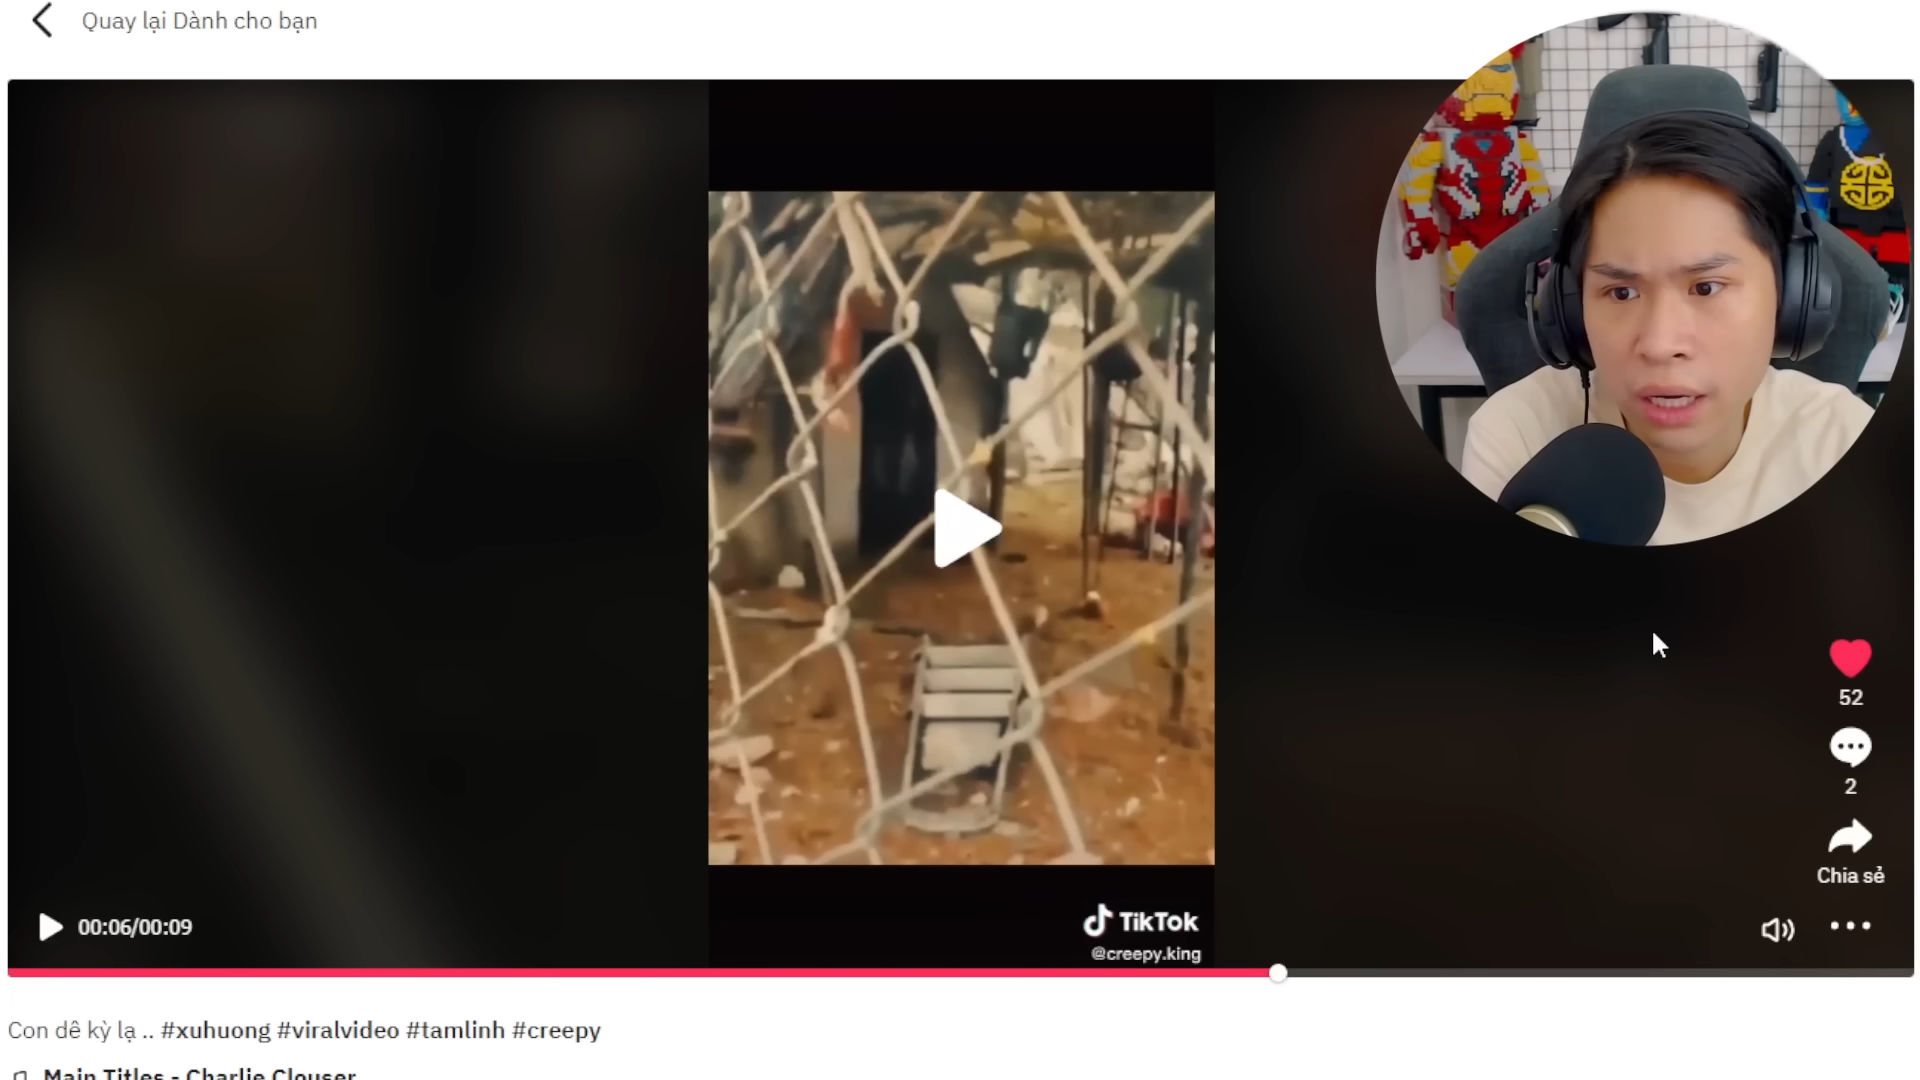 Quay lại Dành cho bạn
52
2
Chia sẻ
00:06/00:09
TikTok
@creepy.king
Con dê kỳ lạ .. #xuhuong #viralvideo #tamlinh #creepy
Main Titles - Charlie Clouser